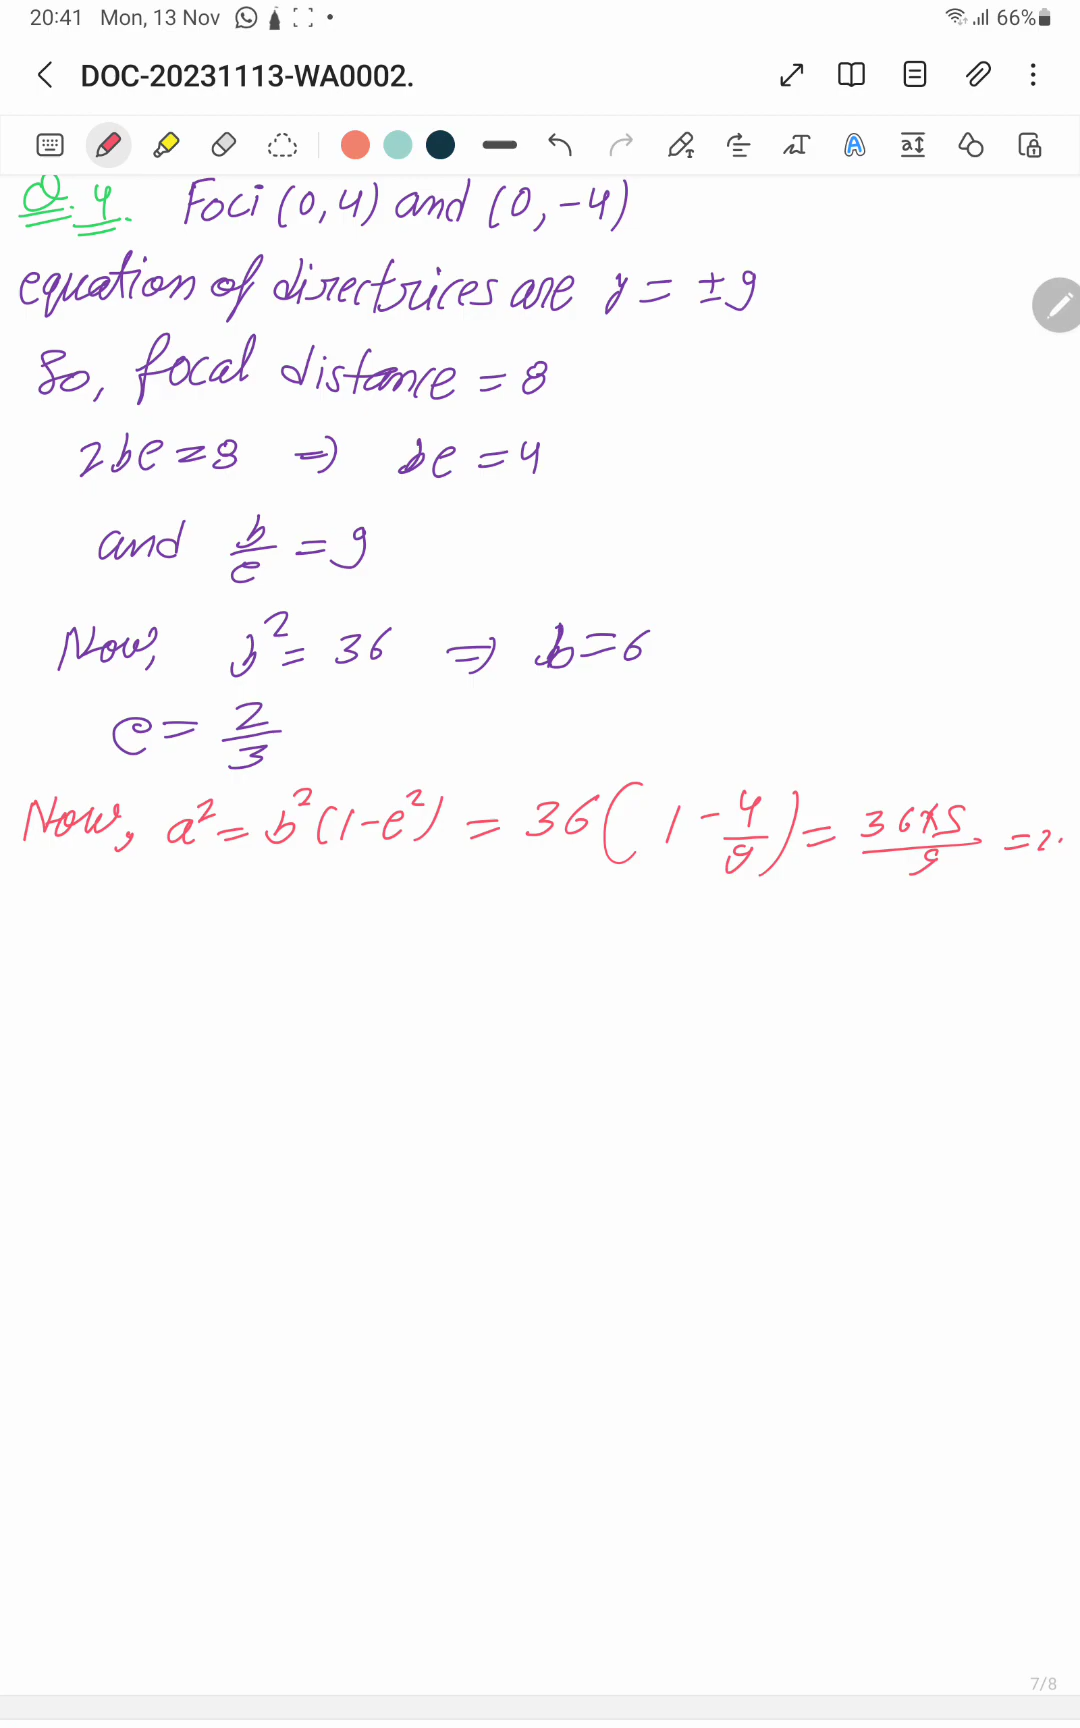 20:41 Mon, 13 Nov 66%
DOC-20231113-WA0002.
Q.4. Foci (0,4) and (0,-4)
equation of directrices are y = ±9
So, focal distance = 8
2be = 8 ⇒ be = 4
and b/e = 9
Now, b² = 36 ⇒ b = 6
e = 2/3
Now, a² = b²(1-e²) = 36(1-4/9) = 36×5/9 = 2
7/8